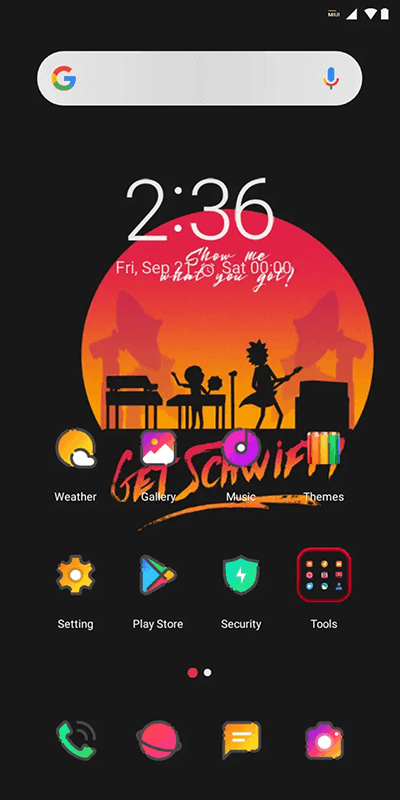 MIUI
2:36
Fri, Sep 21 Sat 00:00
Show me
what you got?
GET SCHWIFTY
Weather Gallery Music Themes
Setting Play Store Security Tools